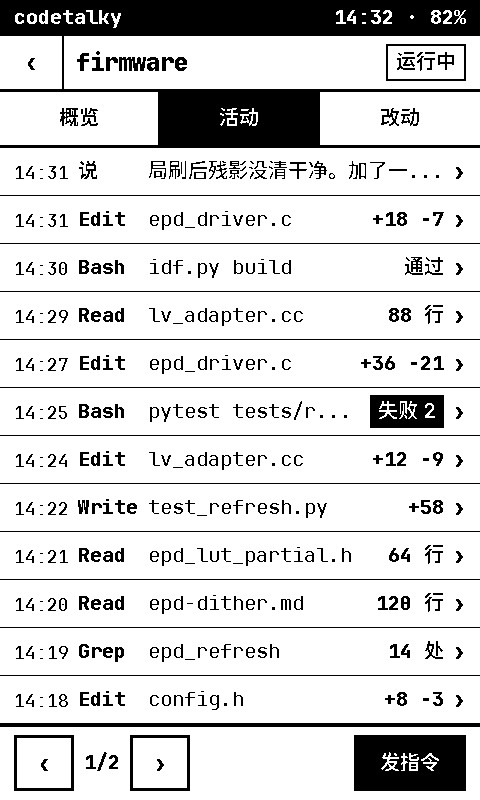 codetalky 14:32 · 82%
‹ firmware 运行中
概览 活动 改动
14:31 说 局刷后残影没清干净。加了一... ›
14:31 Edit epd_driver.c +18 -7 ›
14:30 Bash idf.py build 通过 ›
14:29 Read lv_adapter.cc 88 行 ›
14:27 Edit epd_driver.c +36 -21 ›
14:25 Bash pytest tests/r... 失败 2 ›
14:24 Edit lv_adapter.cc +12 -9 ›
14:22 Write test_refresh.py +58 ›
14:21 Read epd_lut_partial.h 64 行 ›
14:20 Read epd-dither.md 120 行 ›
14:19 Grep epd_refresh 14 处 ›
14:18 Edit config.h +8 -3 ›
‹ 1/2 › 发指令